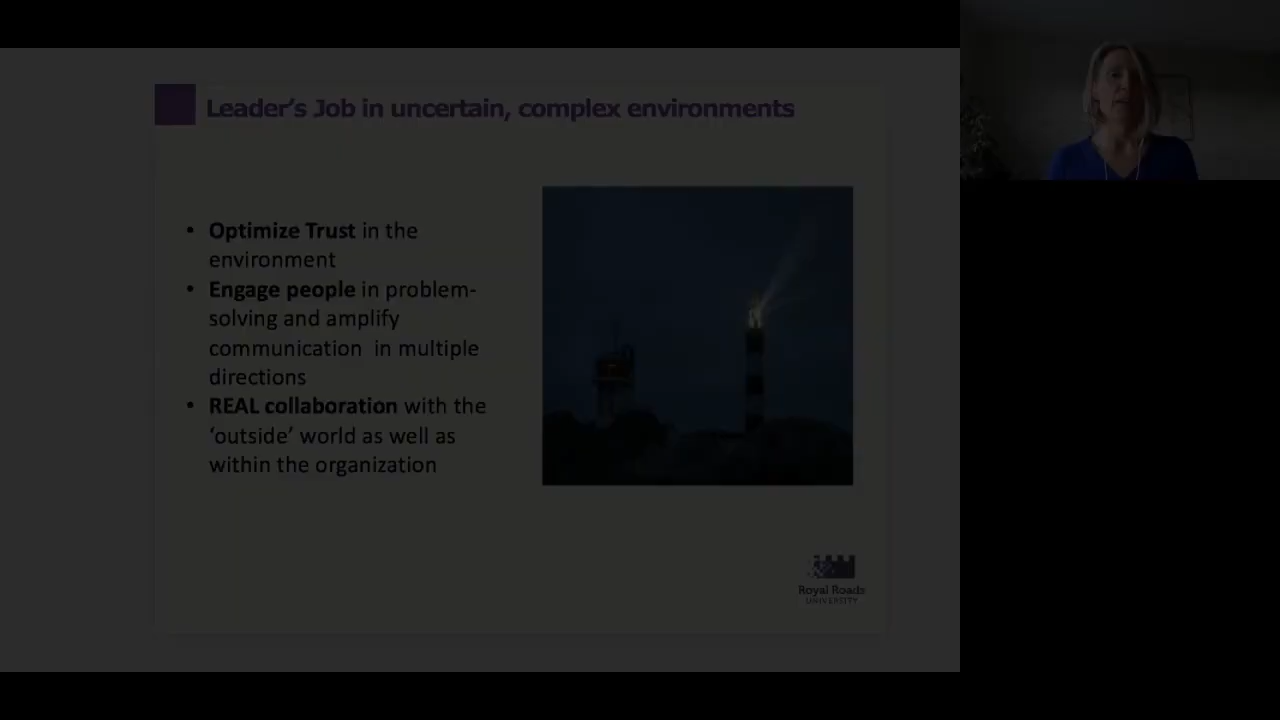 Leader's Job in uncertain, complex environments
• Optimize Trust in the
environment
• Engage people in problem-
solving and amplify
communication  in multiple
directions
• REAL collaboration with the
‘outside’ world as well as
within the organization
Royal Roads
UNIVERSITY